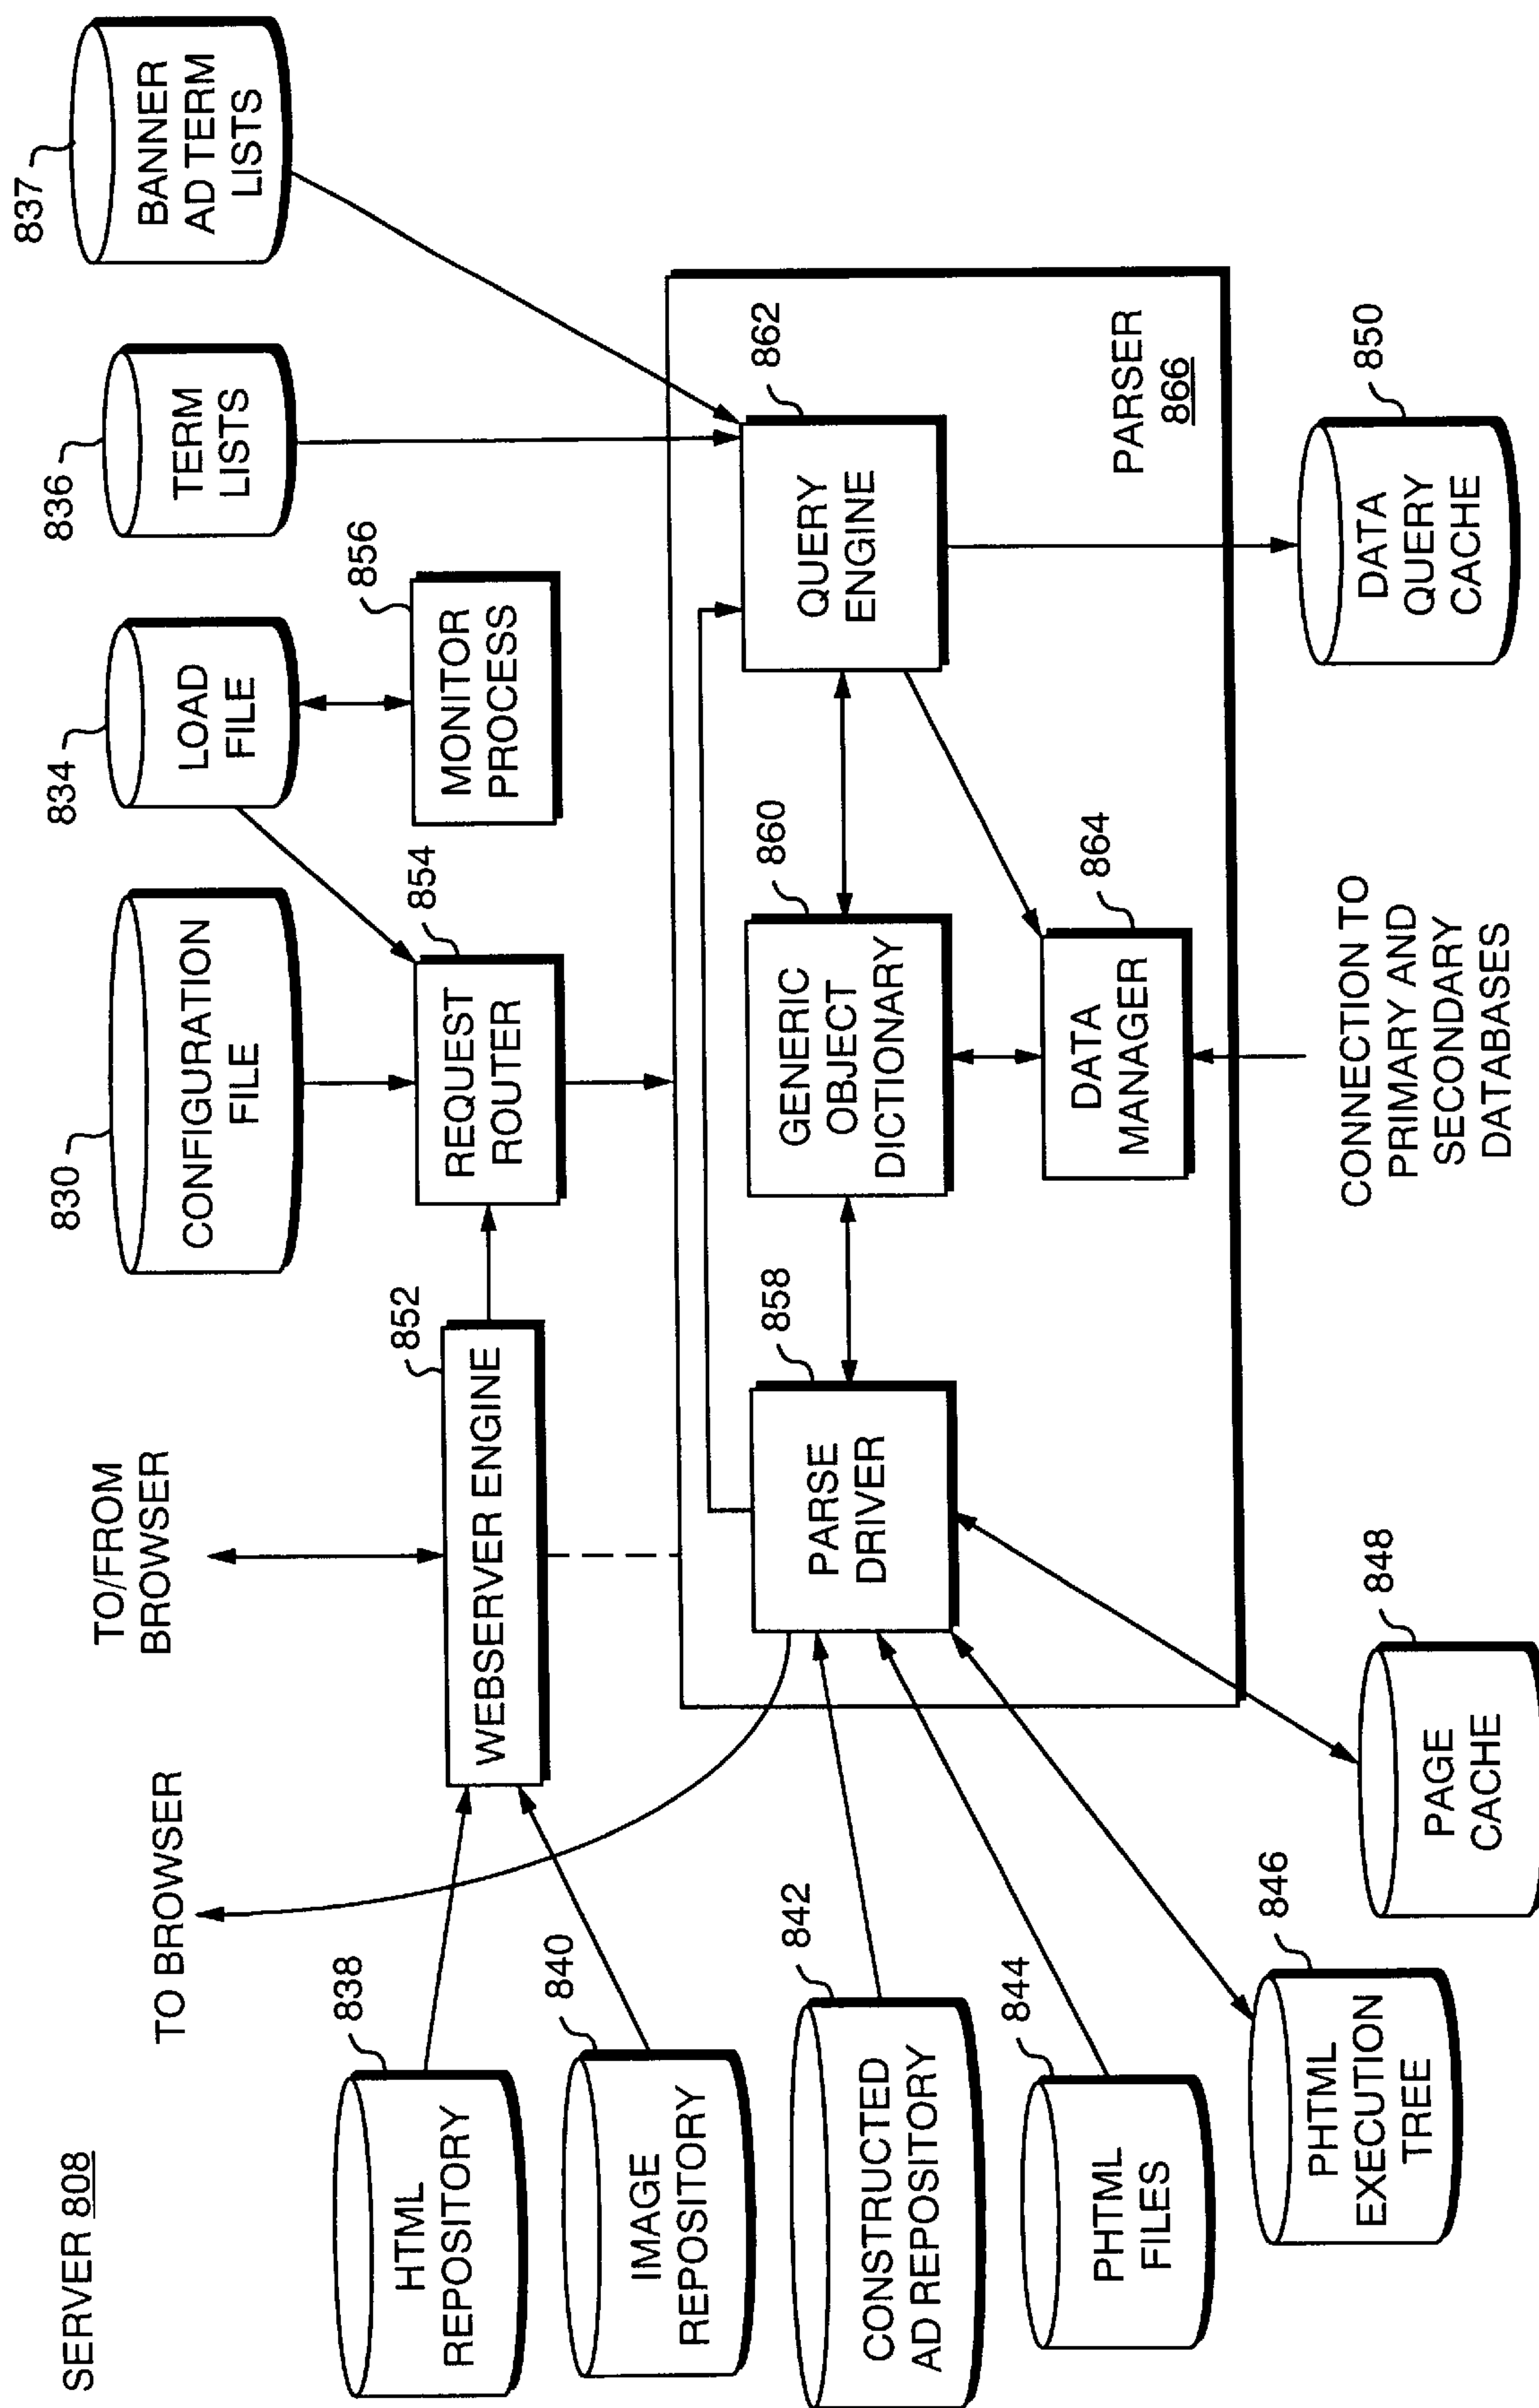 SERVER 808
TO BROWSER
TO/FROM
BROWSER
830
CONFIGURATION
FILE
834
LOAD
FILE
836
TERM
LISTS
837
BANNER
AD TERM
LISTS
838
HTML
REPOSITORY
852
WEBSERVER ENGINE
854
REQUEST
ROUTER
856
MONITOR
PROCESS
840
IMAGE
REPOSITORY
842
CONSTRUCTED
AD REPOSITORY
858
PARSE
DRIVER
860
GENERIC
OBJECT
DICTIONARY
862
QUERY
ENGINE
844
PHTML
FILES
864
DATA
MANAGER
PARSER
866
846
PHTML
EXECUTION
TREE
848
PAGE
CACHE
CONNECTION TO
PRIMARY AND
SECONDARY
DATABASES
850
DATA
QUERY
CACHE